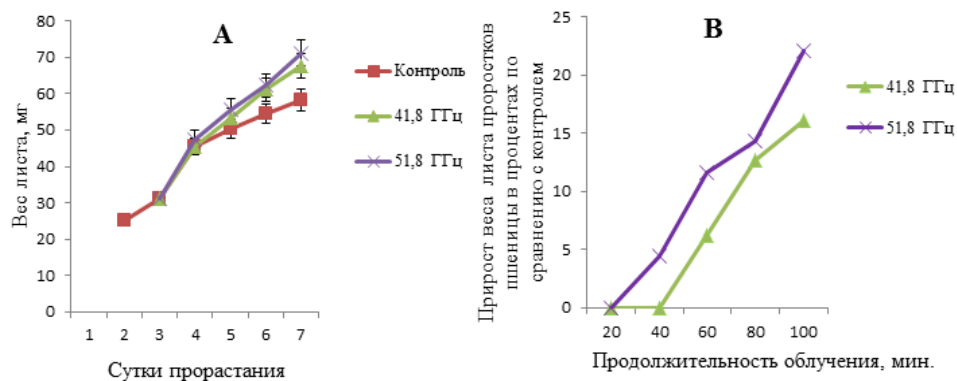 А
Вес листа, мг
80
70
60
50
40
30
20
10
0
1 2 3 4 5 6 7
Сутки прорастания
Контроль
41,8 ГГц
51,8 ГГц
В
Прирост веса листа проростков
пшеницы в процентах по
сравнению с контролем
25
20
15
10
5
0
20 40 60 80 100
Продолжительность облучения, мин.
41,8 ГГц
51,8 ГГц